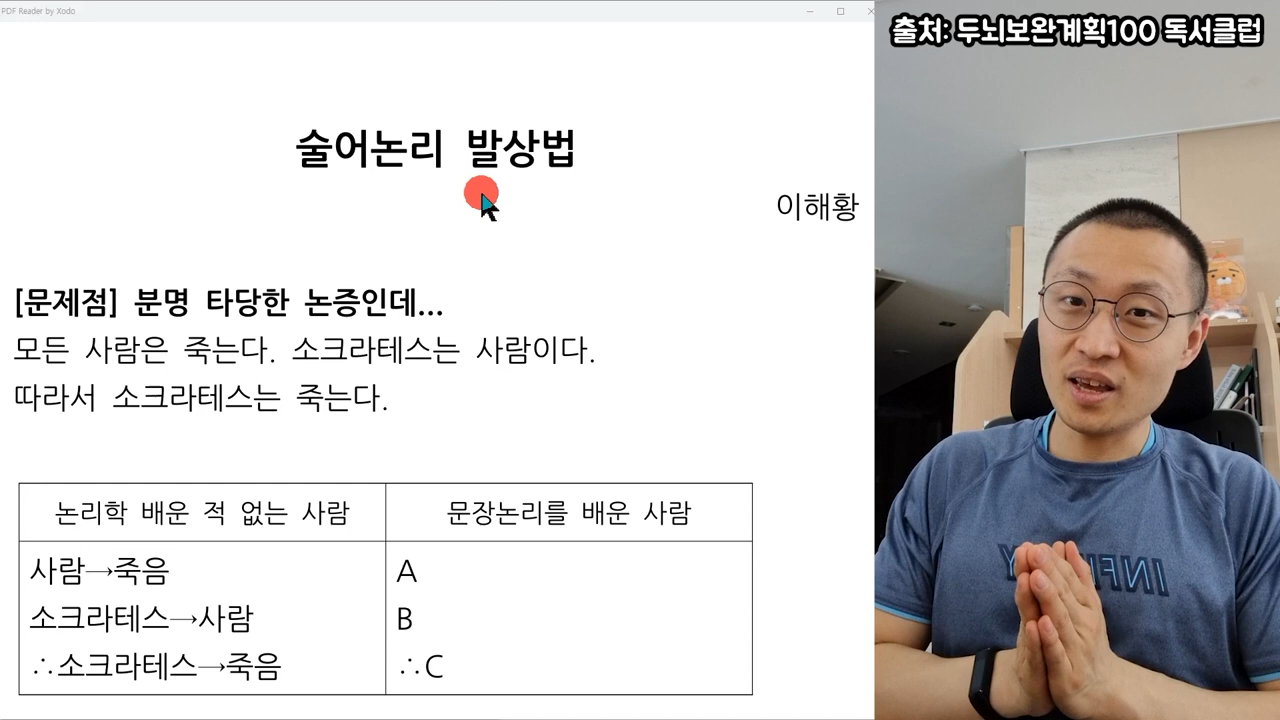 PDF Reader by Xodo
출처: 두뇌보완계획100 독서클럽
술어논리 발상법
이해황
[문제점] 분명 타당한 논증인데...
모든 사람은 죽는다. 소크라테스는 사람이다.
따라서 소크라테스는 죽는다.
논리학 배운 적 없는 사람
문장논리를 배운 사람
사람→죽음
A
소크라테스→사람
B
∴소크라테스→죽음
∴C